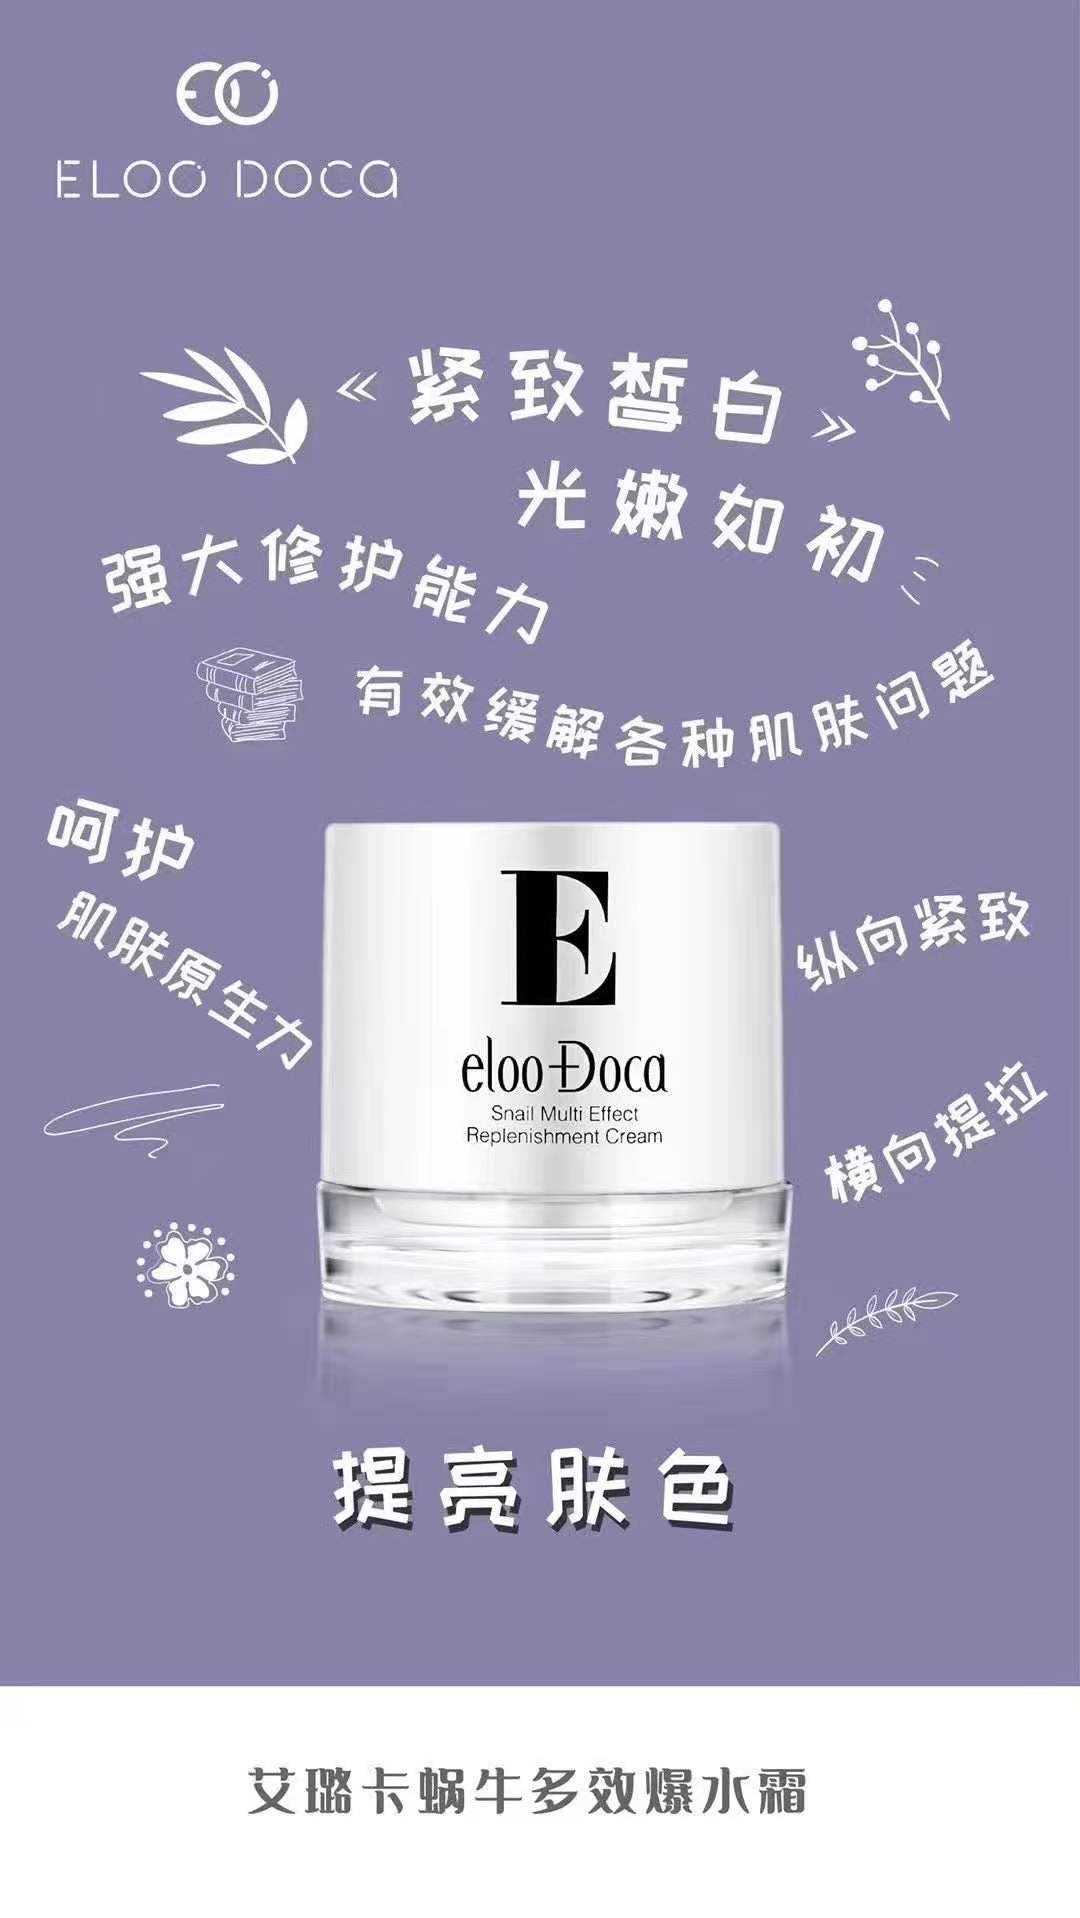 ELOO DOCA
紧致皙白
光嫩如初
强大修护能力
有效缓解各种肌肤问题
呵护
肌肤原生力
纵向紧致
横向提拉
E
eloo Doca
Snail Multi Effect
Replenishment Cream
提亮肤色
艾璐卡蜗牛多效爆水霜